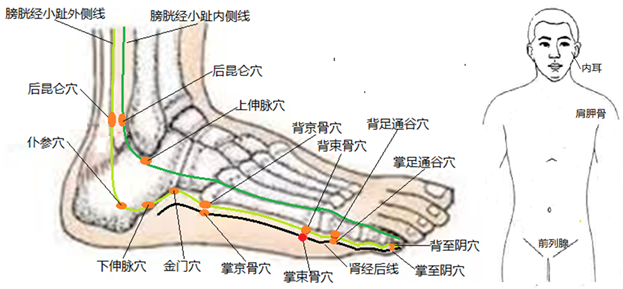 膀胱经小趾外侧线
膀胱经小趾内侧线
后昆仑穴
后昆仑穴
上伸脉穴
仆参穴
背京骨穴
背足通谷穴
背束骨穴
掌足通谷穴
下伸脉穴
金门穴
掌京骨穴
掌束骨穴
肾经后线
背至阴穴
掌至阴穴
内耳
肩胛骨
前列腺